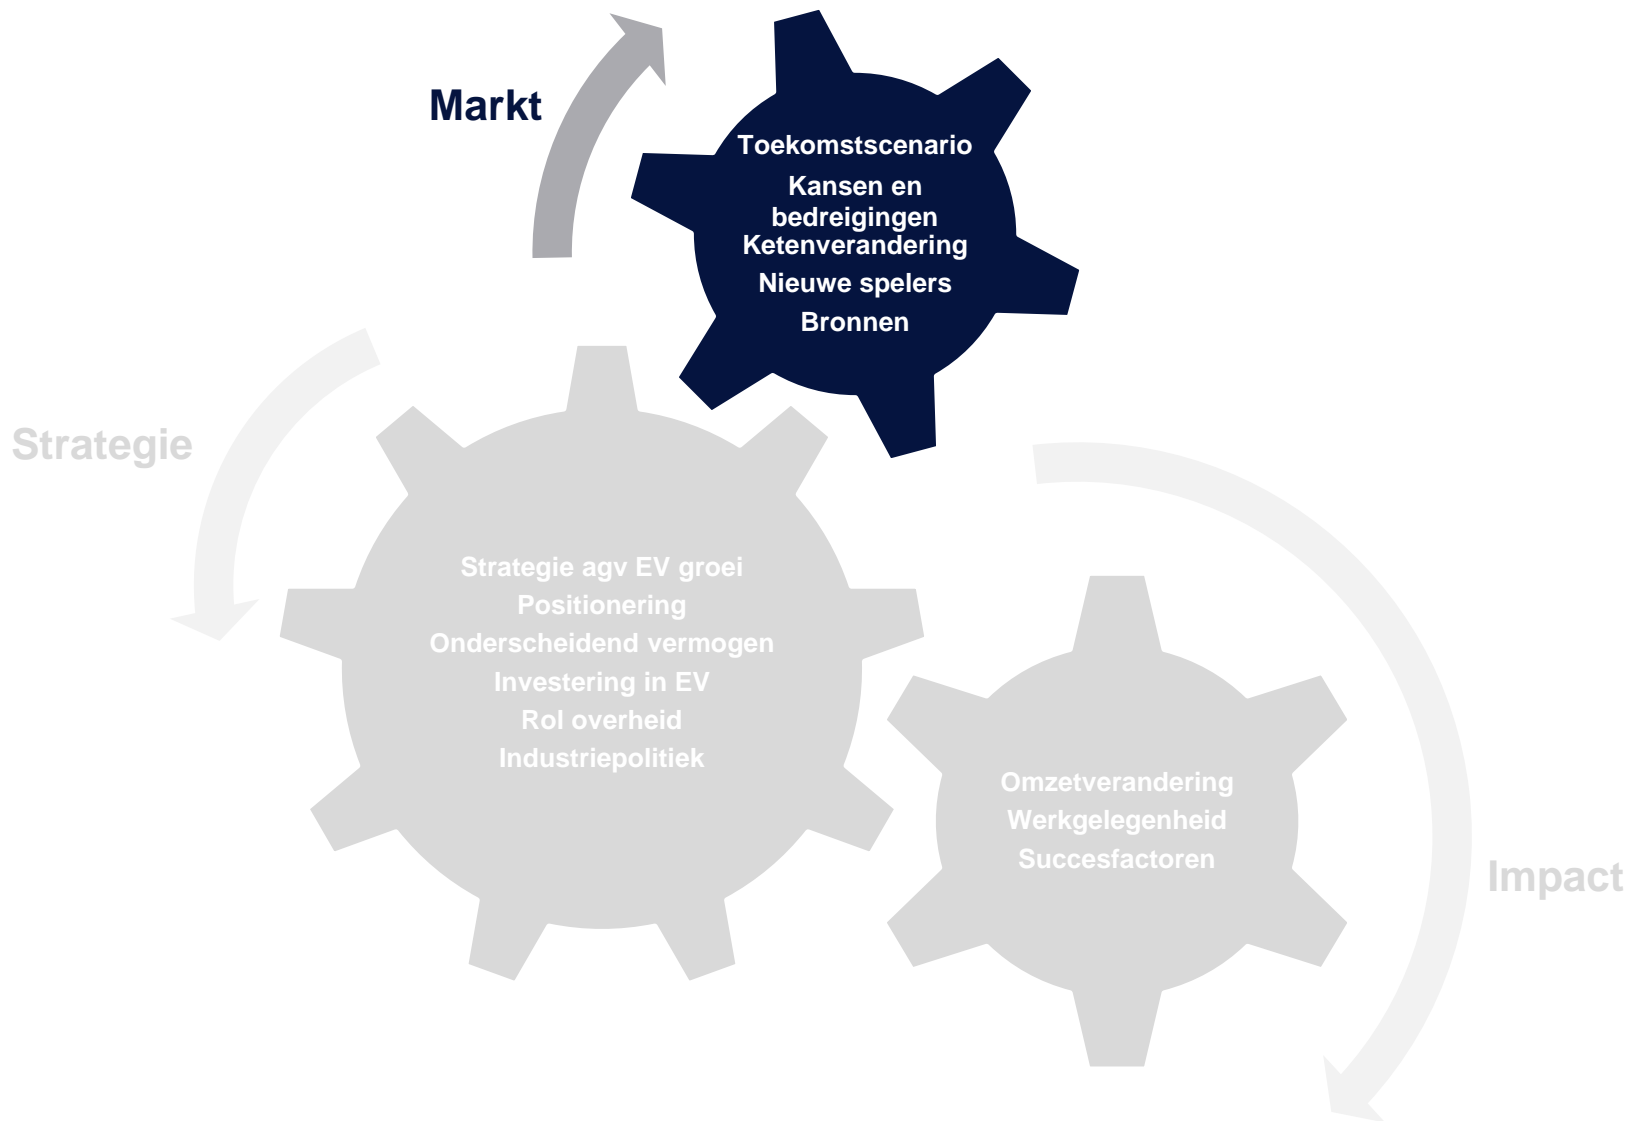 Markt
Toekomstscenario
Kansen en
bedreigingen
Ketenverandering
Nieuwe spelers
Bronnen
Strategie
Strategie agv EV groei
Positionering
Onderscheidend vermogen
Investering in EV
Rol overheid
Industriepolitiek
Omzetverandering
Werkgelegenheid
Succesfactoren
Impact